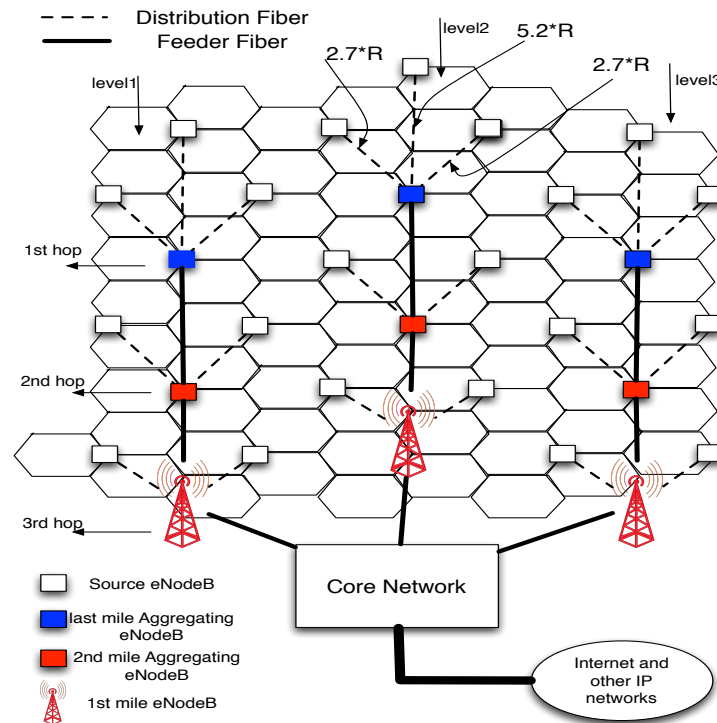 Distribution Fiber
Feeder Fiber
level2
5.2*R
2.7*R
2.7*R
level1
level3
1st hop
2nd hop
3rd hop
Core Network
Source eNodeB
last mile Aggregating
eNodeB
2nd mile Aggregating
eNodeB
1st mile eNodeB
Internet and
other IP
networks